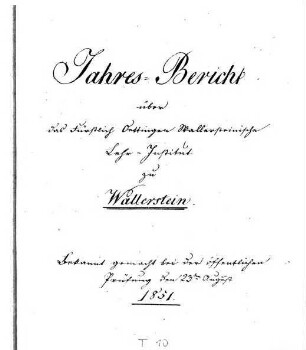 Jahres-Bericht
über
das Fürstlich Oettingen Wallersteinische
Lehr-Institut
zu
Wallerstein.
Bekannt gemacht bei der öffentlichen
Prüfung den 23ten August
1851.
T 10